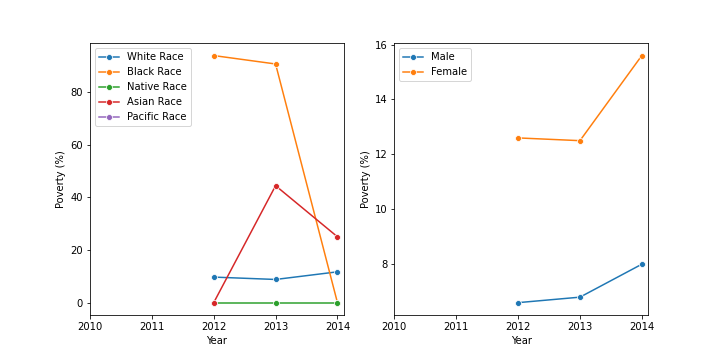 White Race
Black Race
Native Race
Asian Race
Pacific Race
80
60
40
20
0
Poverty (%)
2010 2011 2012 2013 2014
Year
Male
Female
16
14
12
10
8
Poverty (%)
2010 2011 2012 2013 2014
Year